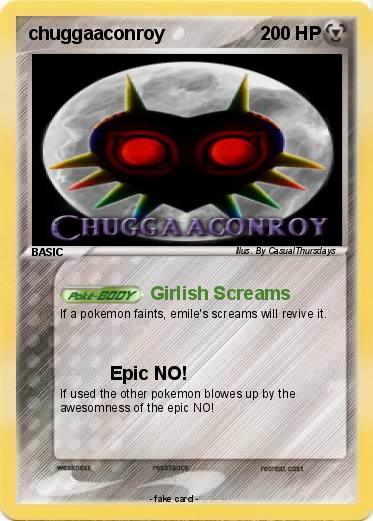 chuggaaconroy 200 HP
CHUGGAACONROY
BASIC Illus. By CasualThursdays
Poké-BODY Girlish Screams
If a pokemon faints, emile's screams will revive it.
Epic NO!
If used the other pokemon blowes up by the
awesomness of the epic NO!
weakness resistance retreat cost
- fake card -